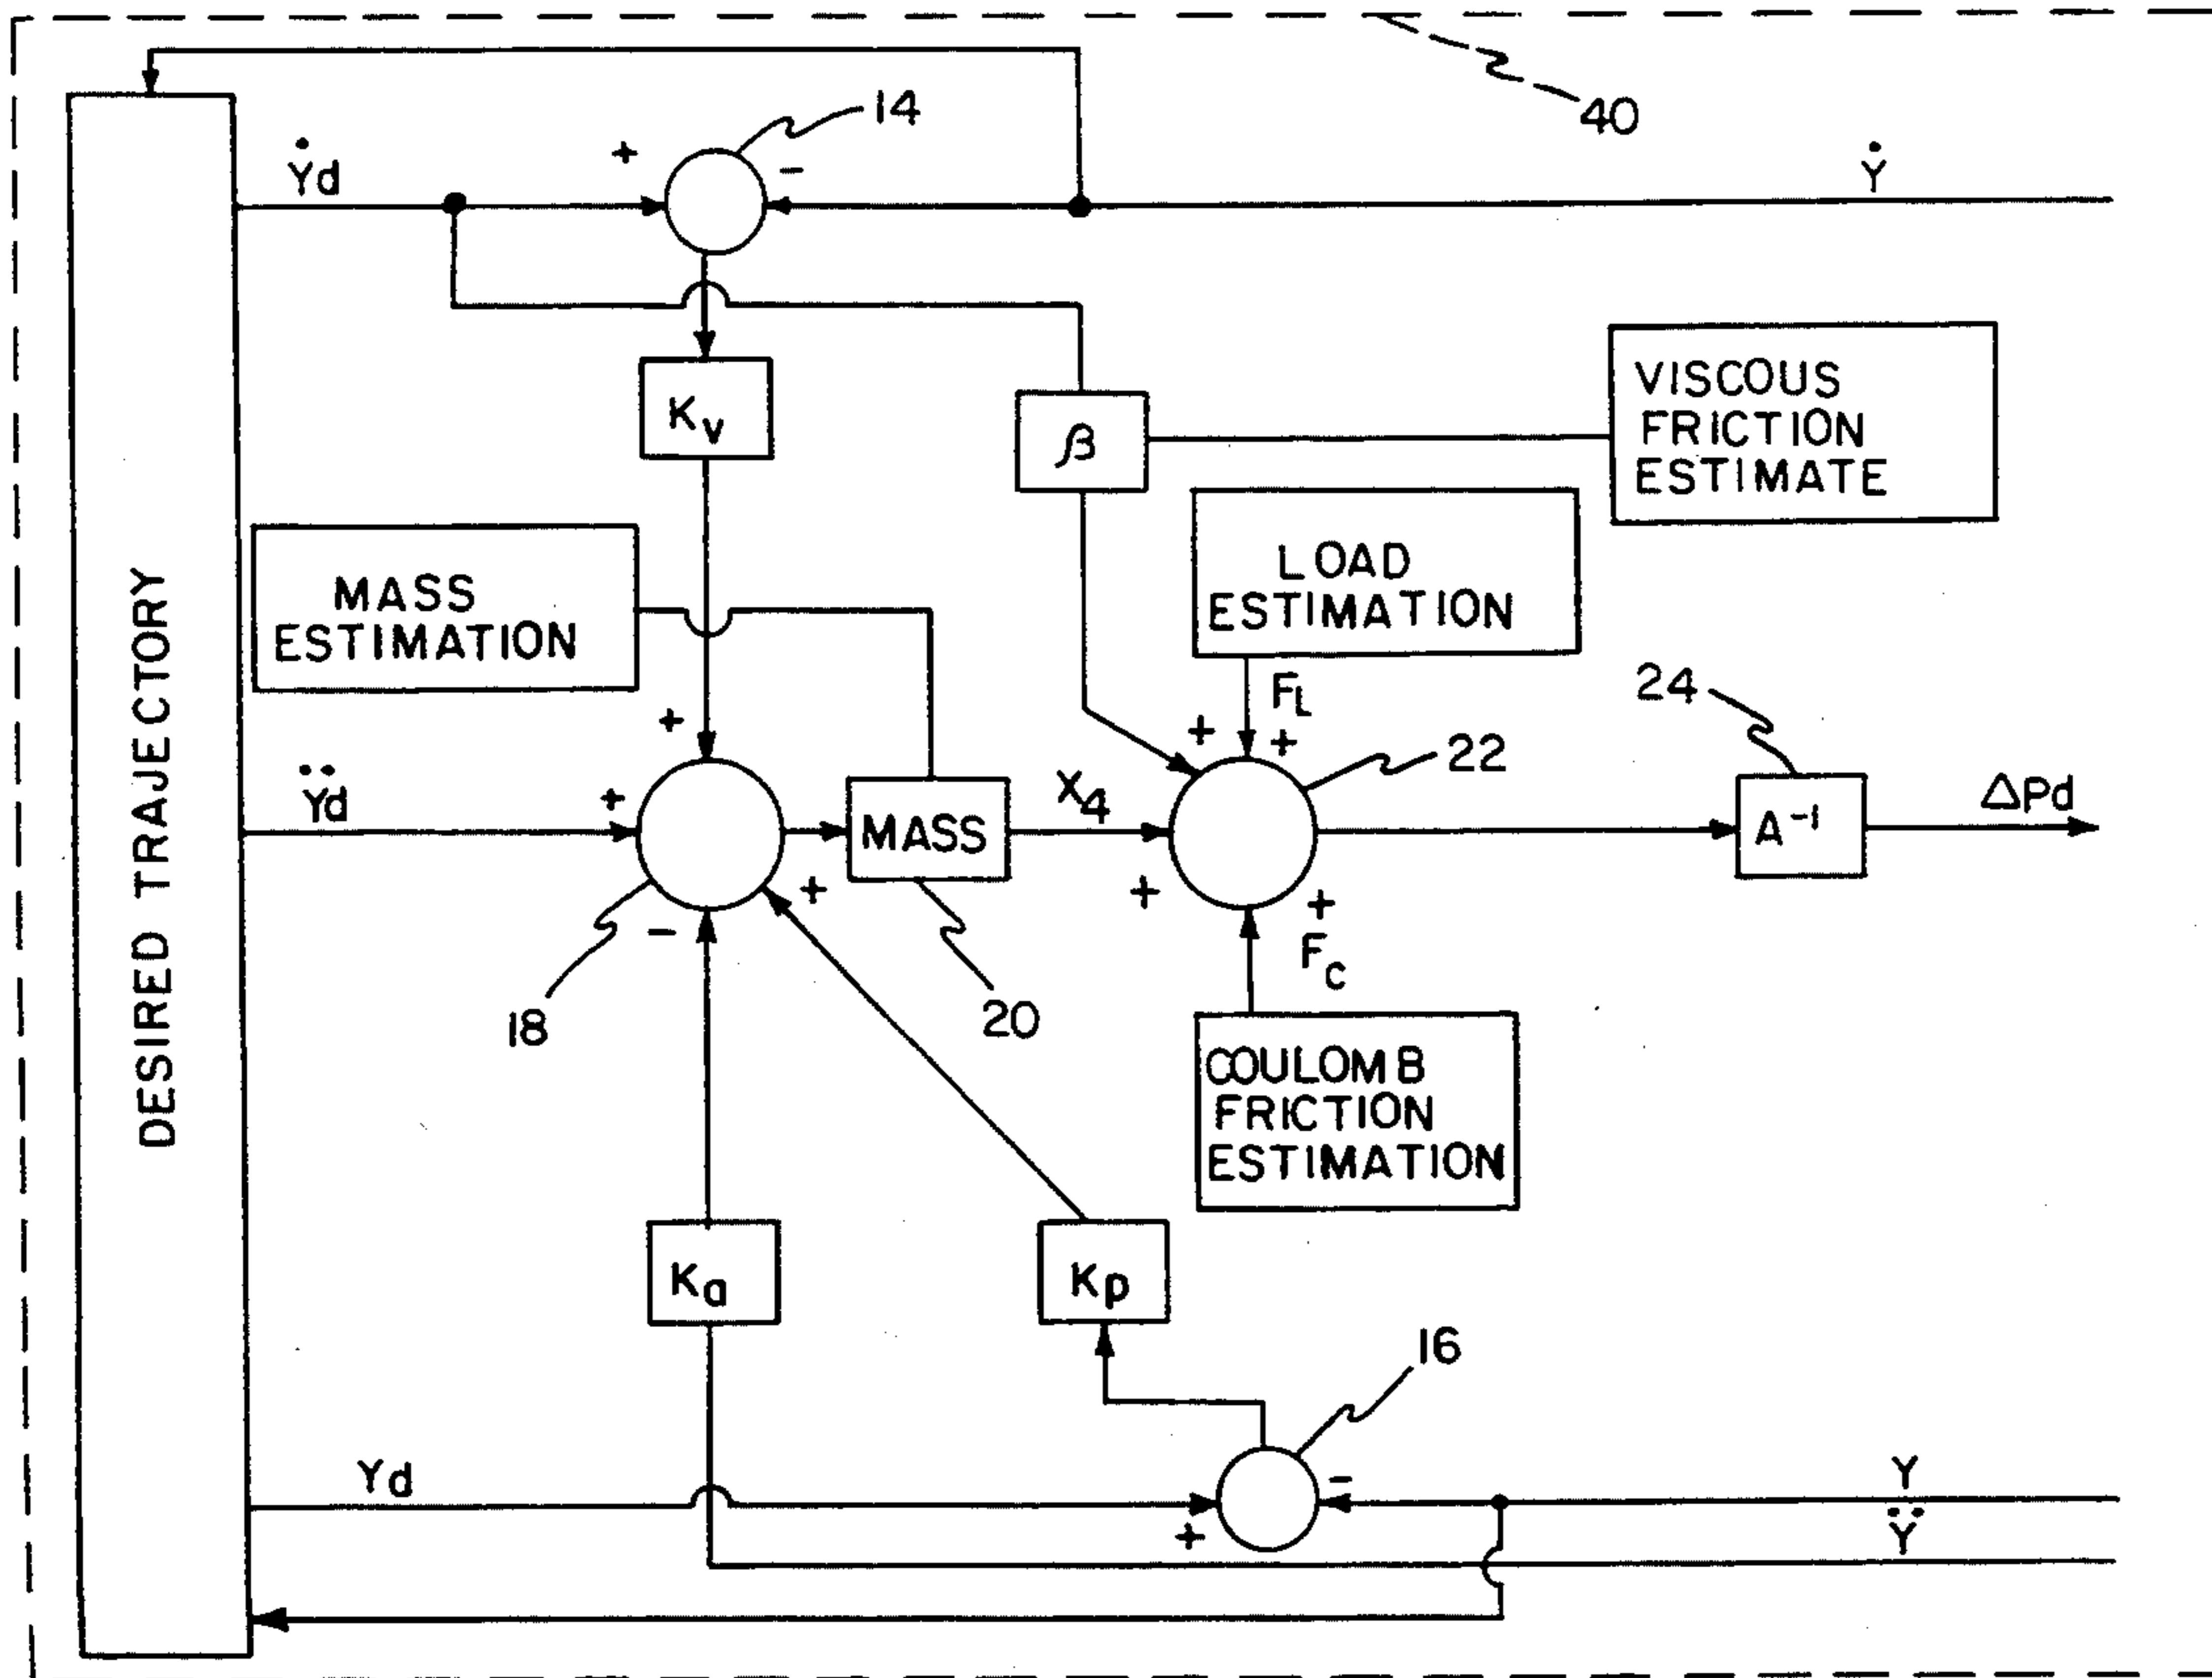 40
14
+
-
Ẏd
Ẏ
Kv
β
VISCOUS
FRICTION
ESTIMATE
MASS
ESTIMATION
LOAD
ESTIMATION
FL
24
DESIRED TRAJECTORY
+
+
+
22
Ÿd
+
MASS
X4
A⁻¹
ΔPd
+
+
+
-
FC
18
20
COULOMB
FRICTION
ESTIMATION
Ka
Kp
16
Yd
-
Y
+
Ÿ